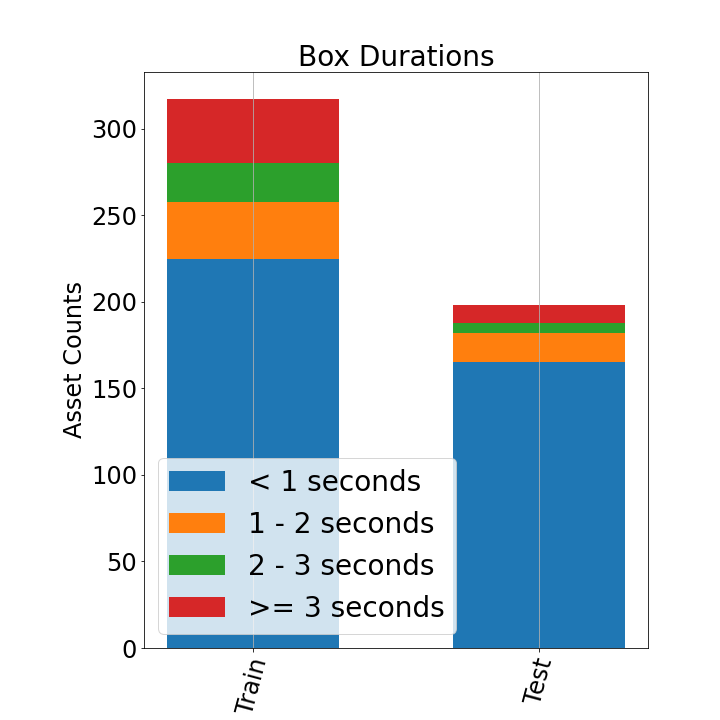 Box Durations
Asset Counts
300
250
200
150
100
50
0
< 1 seconds
1 - 2 seconds
2 - 3 seconds
>= 3 seconds
Train
Test